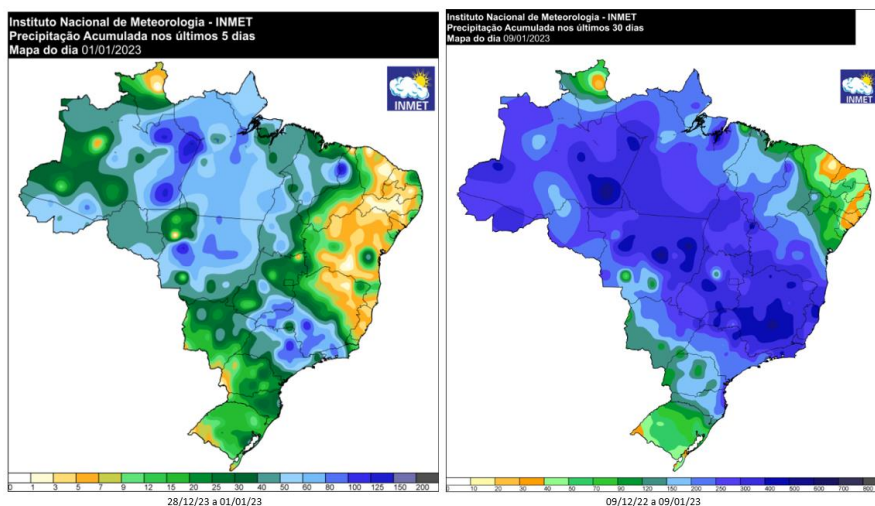 Instituto Nacional de Meteorologia - INMET
Precipitação Acumulada nos últimos 5 dias
Mapa do dia 01/01/2023
INMET
0 1 3 5 7 9 12 15 20 25 30 40 50 60 80 100 125 150 200
28/12/23 a 01/01/23
Instituto Nacional de Meteorologia - INMET
Precipitação Acumulada nos últimos 30 dias
Mapa do dia 09/01/2023
INMET
0 10 20 30 40 50 70 90 120 150 200 250 300 400 500 600 700 800
09/12/22 a 09/01/23